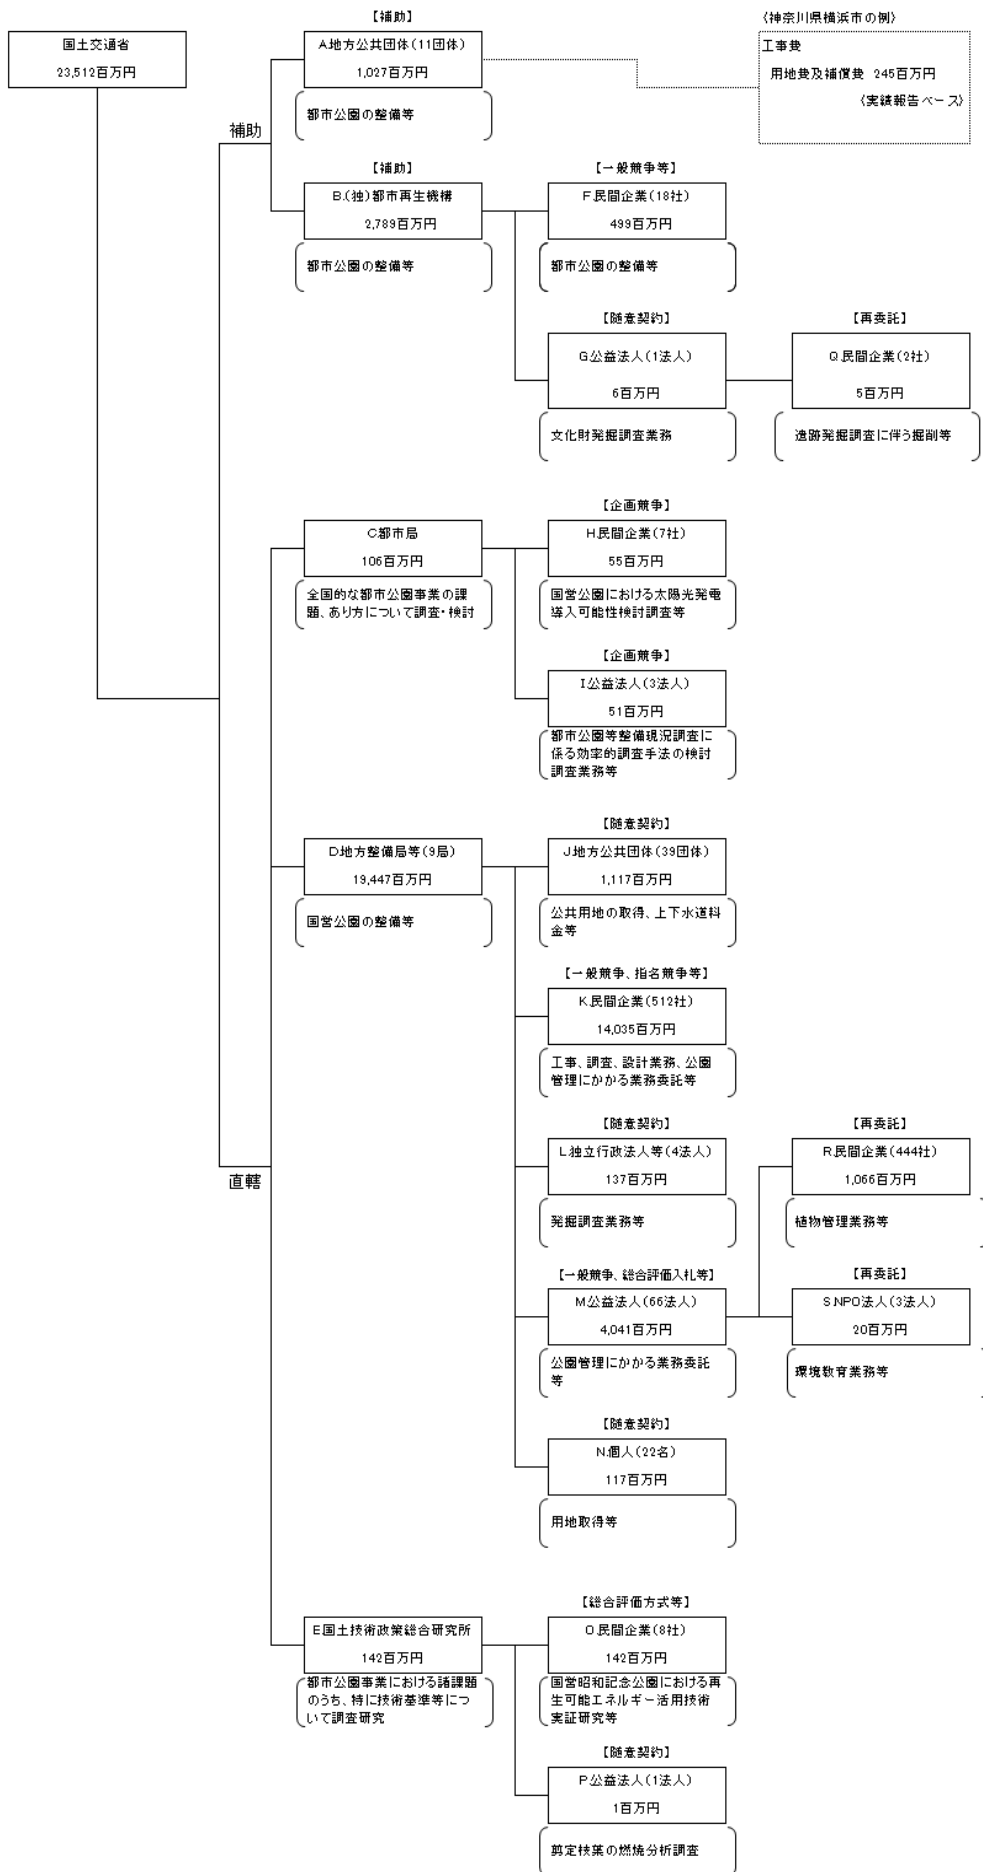 国土交通省
23,512百万円
補助
【補助】
A.地方公共団体(11団体)
1,027百万円
都市公園の整備等
〈神奈川県横浜市の例〉
工事費
用地費及補償費 245百万円
〈実績報告ベース〉
【補助】
B.(独)都市再生機構
2,789百万円
都市公園の整備等
【一般競争等】
F.民間企業(18社)
499百万円
都市公園の整備等
【随意契約】
G.公益法人(1法人)
6百万円
文化財発掘調査業務
【再委託】
Q.民間企業(2社)
5百万円
遺跡発掘調査に伴う掘削等
直轄
C.都市局
106百万円
全国的な都市公園事業の課
題、あり方について調査・検討
【企画競争】
H.民間企業(7社)
55百万円
国営公園における太陽光発電
導入可能性検討調査等
【企画競争】
I.公益法人(3法人)
51百万円
都市公園等整備現況調査に
係る効率的調査手法の検討
調査業務等
D.地方整備局等(9局)
19,447百万円
国営公園の整備等
【随意契約】
J.地方公共団体(39団体)
1,117百万円
公共用地の取得、上下水道料
金等
【一般競争、指名競争等】
K.民間企業(512社)
14,035百万円
工事、調査、設計業務、公園
管理にかかる業務委託等
【随意契約】
L.独立行政法人等(4法人)
137百万円
発掘調査業務等
【一般競争、総合評価入札等】
M.公益法人(66法人)
4,041百万円
公園管理にかかる業務委託
等
【再委託】
R.民間企業(444社)
1,066百万円
植物管理業務等
【再委託】
S.NPO法人(3法人)
20百万円
環境教育業務等
【随意契約】
N.個人(22名)
117百万円
用地取得等
E.国土技術政策総合研究所
142百万円
都市公園事業における諸課題
のうち、特に技術基準等につ
いて調査研究
【総合評価方式等】
O.民間企業(8社)
142百万円
国営昭和記念公園における再
生可能エネルギー活用技術
実証研究等
【随意契約】
P.公益法人(1法人)
1百万円
剪定枝葉の燃焼分析調査